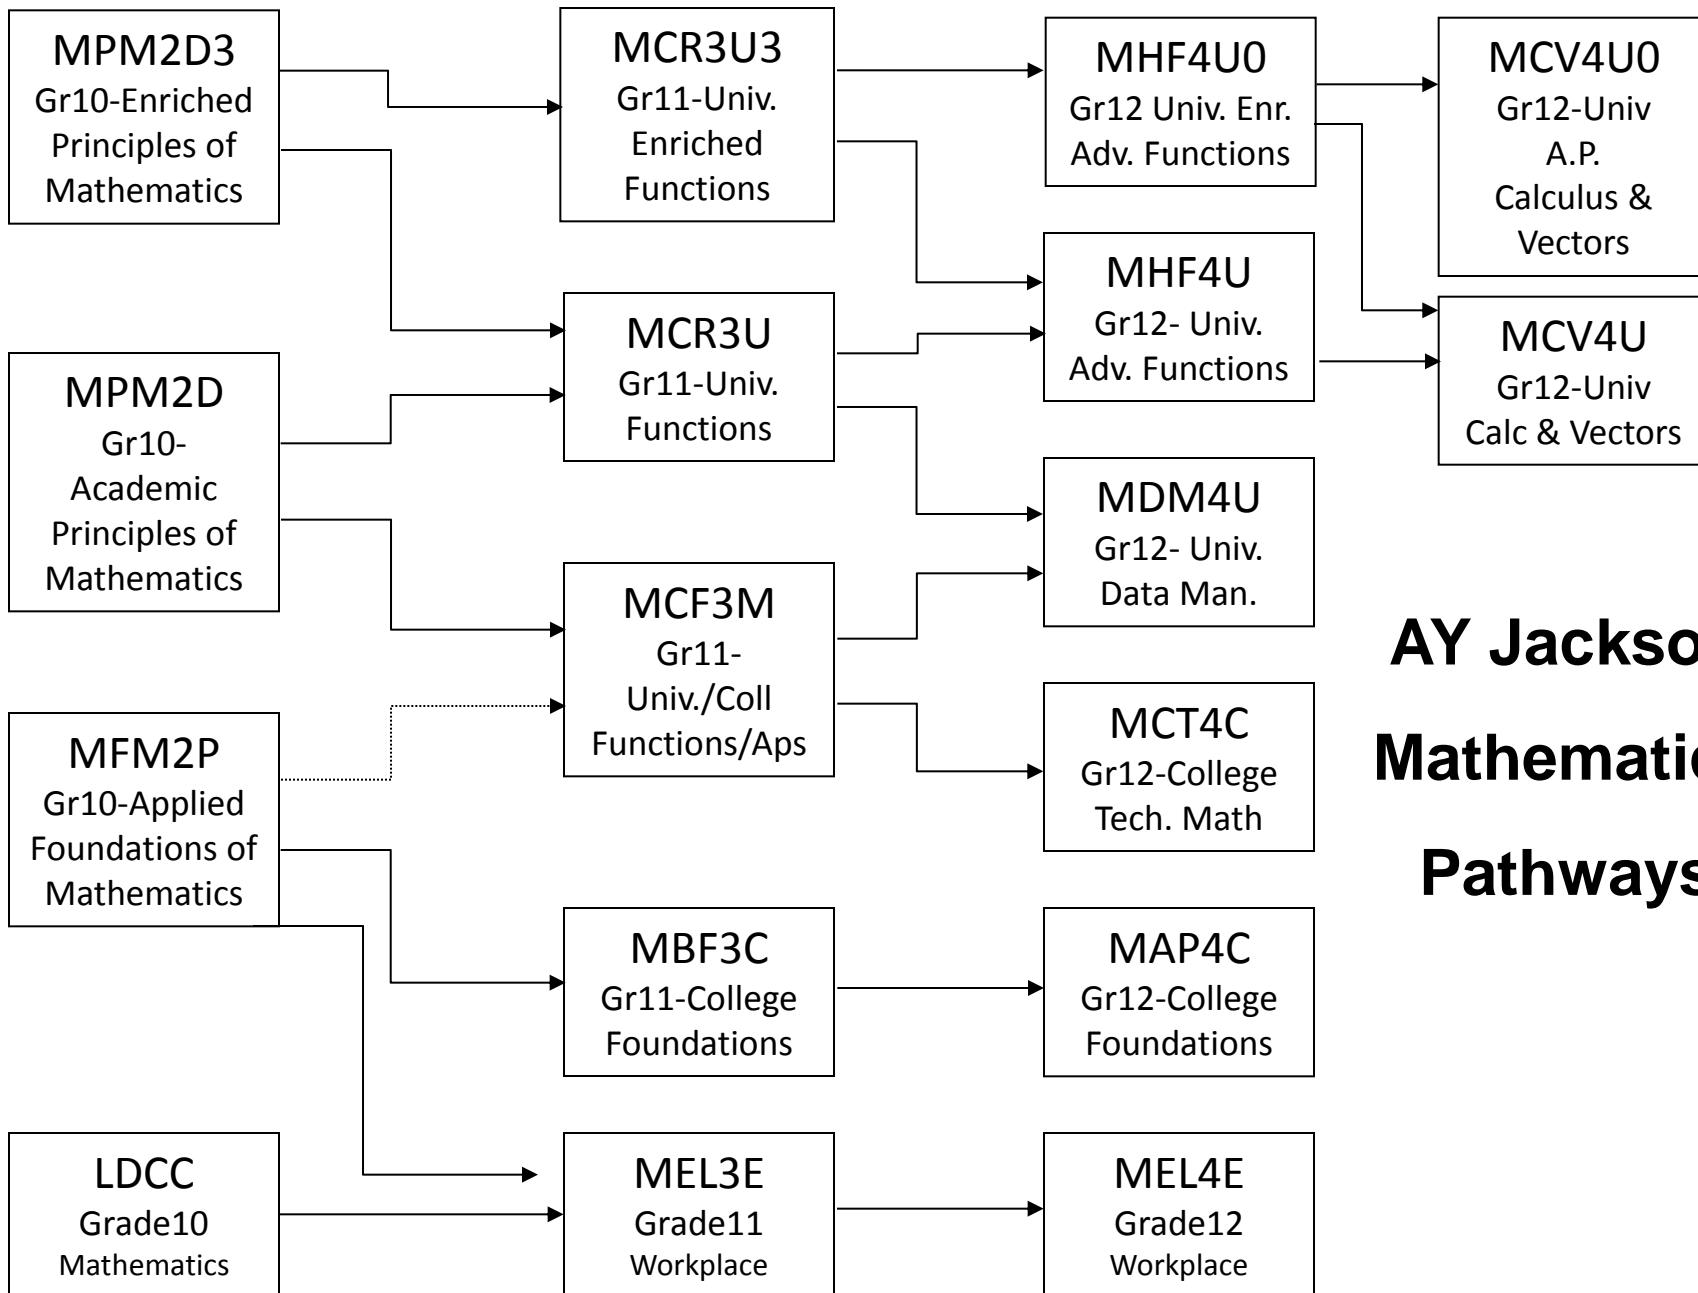 MPM2D3
Gr10-Enriched
Principles of
Mathematics
MCR3U3
Gr11-Univ.
Enriched
Functions
MHF4U0
Gr12 Univ. Enr.
Adv. Functions
MCV4U0
Gr12-Univ
A.P.
Calculus &
Vectors
MPM2D
Gr10-
Academic
Principles of
Mathematics
MCR3U
Gr11-Univ.
Functions
MHF4U
Gr12- Univ.
Adv. Functions
MCV4U
Gr12-Univ
Calc & Vectors
MDM4U
Gr12- Univ.
Data Man.
MFM2P
Gr10-Applied
Foundations of
Mathematics
MCF3M
Gr11-
Univ./Coll
Functions/Aps
MCT4C
Gr12-College
Tech. Math
AY Jackso
Mathematic
Pathways
MBF3C
Gr11-College
Foundations
MAP4C
Gr12-College
Foundations
LDCC
Grade10
Mathematics
MEL3E
Grade11
Workplace
MEL4E
Grade12
Workplace